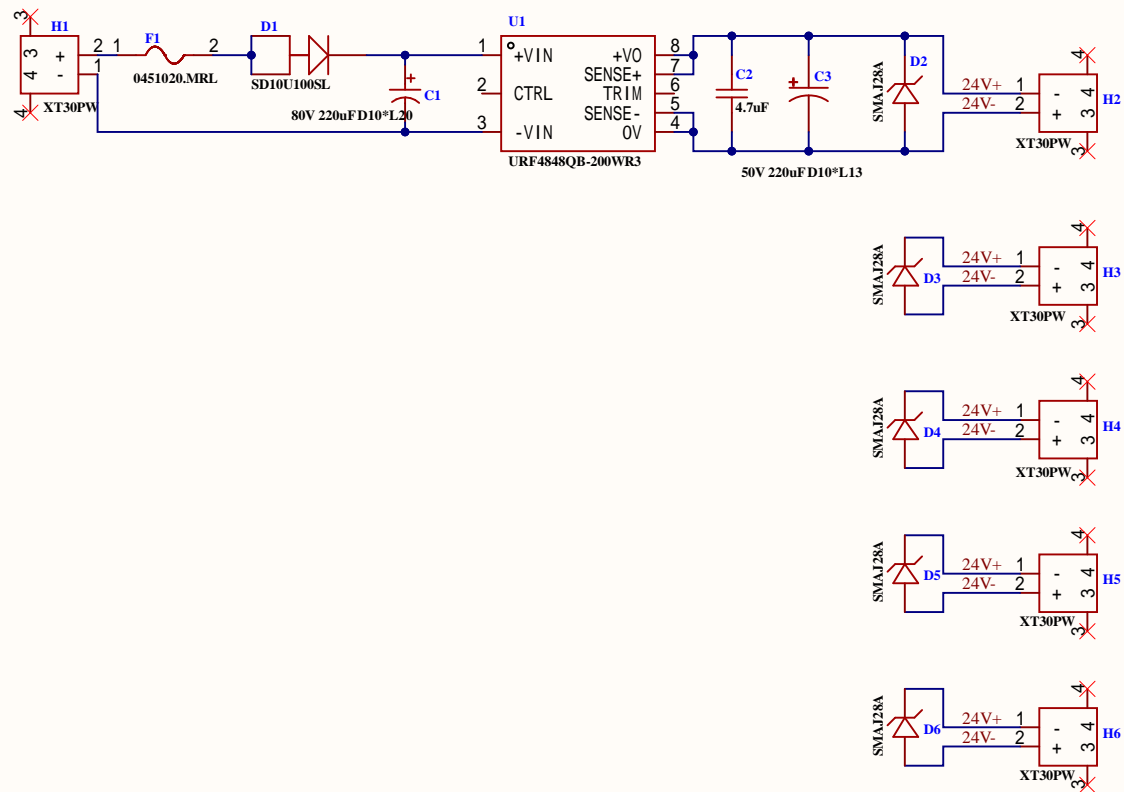 3
H1
3 +
4 -
2
1
XT30PW
4
1
F1
2
0451020.MRL
D1
SD10U100SL
80V 220uF D10*L20
C1
U1
1
+VIN
2
CTRL
3
-VIN
+VO
8
SENSE+
7
TRIM
6
SENSE-
5
0V
4
URF4848QB-200WR3
C2
4.7uF
C3
50V 220uF D10*L13
D2
SMAJ28A
24V+
1
24V-
2
4
-
+
3 4
H2
XT30PW
3
SMAJ28A
D3
24V+
1
24V-
2
4
-
+
3 4
H3
XT30PW
3
SMAJ28A
D4
24V+
1
24V-
2
4
-
+
3 4
H4
XT30PW
3
SMAJ28A
D5
24V+
1
24V-
2
4
-
+
3 4
H5
XT30PW
3
SMAJ28A
D6
24V+
1
24V-
2
4
-
+
3 4
H6
XT30PW
3